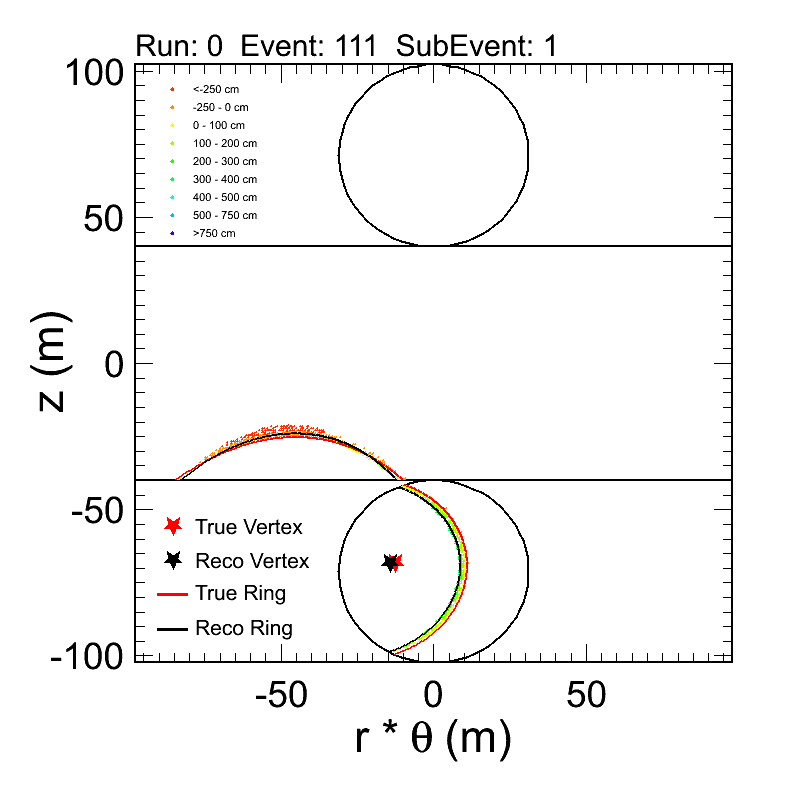 Run: 0  Event: 111  SubEvent: 1
100
<-250 cm
-250 - 0 cm
0 - 100 cm
100 - 200 cm
200 - 300 cm
300 - 400 cm
400 - 500 cm
500 - 750 cm
>750 cm
50
0
z (m)
-50
True Vertex
Reco Vertex
True Ring
Reco Ring
-100
-50 0 50
r * θ (m)